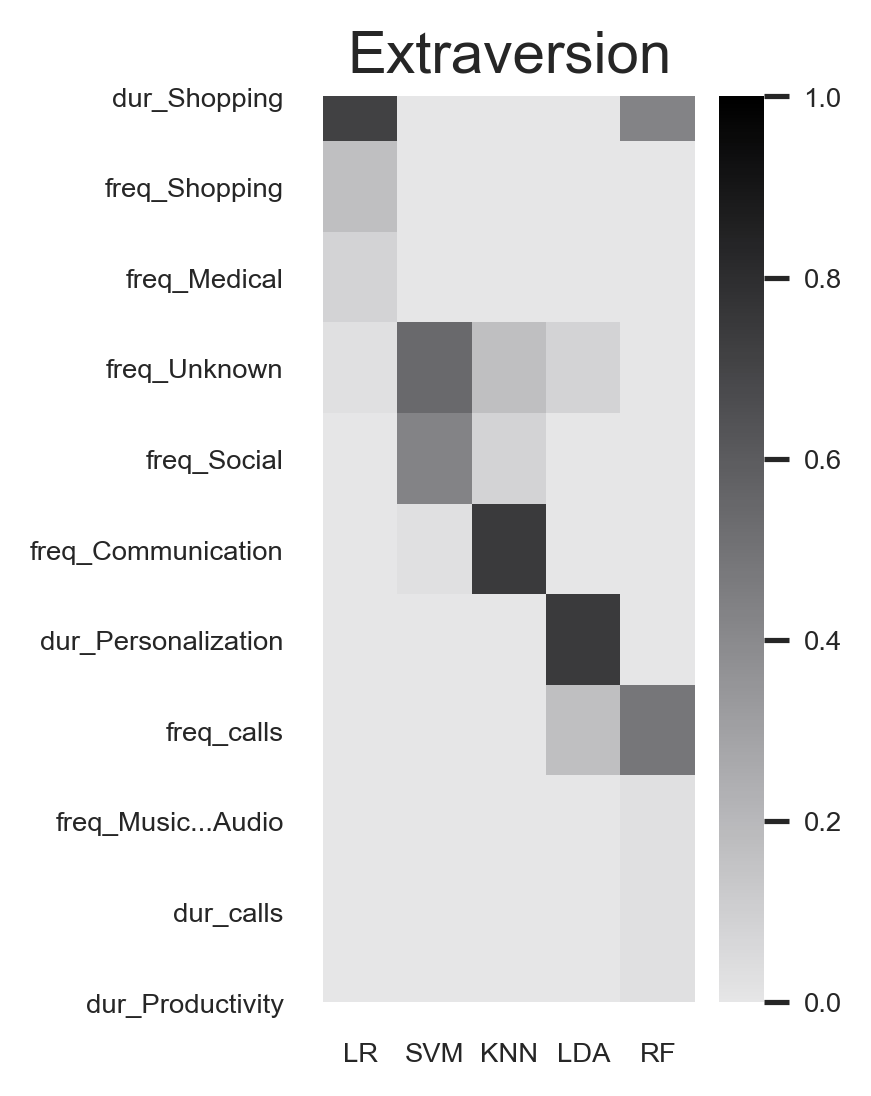 Extraversion
dur_Shopping
freq_Shopping
freq_Medical
freq_Unknown
freq_Social
freq_Communication
dur_Personalization
freq_calls
freq_Music...Audio
dur_calls
dur_Productivity
LR SVM KNN LDA RF
1.0
0.8
0.6
0.4
0.2
0.0